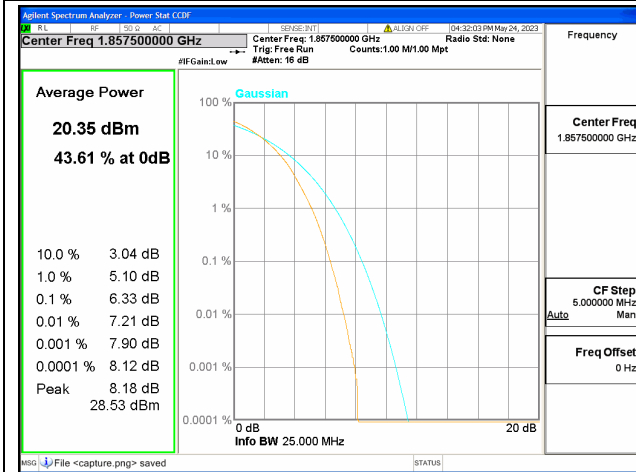 Agilent Spectrum Analyzer - Power Stat CCDF
RL RF 50 Ω AC SENSE:INT ALIGN OFF 04:32:03 PM May 24, 2023
Center Freq 1.857500000 GHz
Center Freq: 1.857500000 GHz Radio Std: None
Trig: Free Run Counts:1.00 M/1.00 Mpt
#IFGain:Low #Atten: 16 dB
Frequency
Average Power
20.35 dBm
43.61 % at 0dB
10.0 % 3.04 dB
1.0 % 5.10 dB
0.1 % 6.33 dB
0.01 % 7.21 dB
0.001 % 7.90 dB
0.0001 % 8.12 dB
Peak 8.18 dB
28.53 dBm
Gaussian
100 %
10 %
1 %
0.1 %
0.01 %
0.001 %
0.0001 %
0 dB 20 dB
Info BW 25.000 MHz
Center Freq
1.857500000 GHz
CF Step
5.000000 MHz
Auto Man
Freq Offset
0 Hz
MSG File <capture.png> saved STATUS